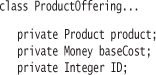 class ProductOffering...
private Product product;
private Money baseCost;
private Integer ID;